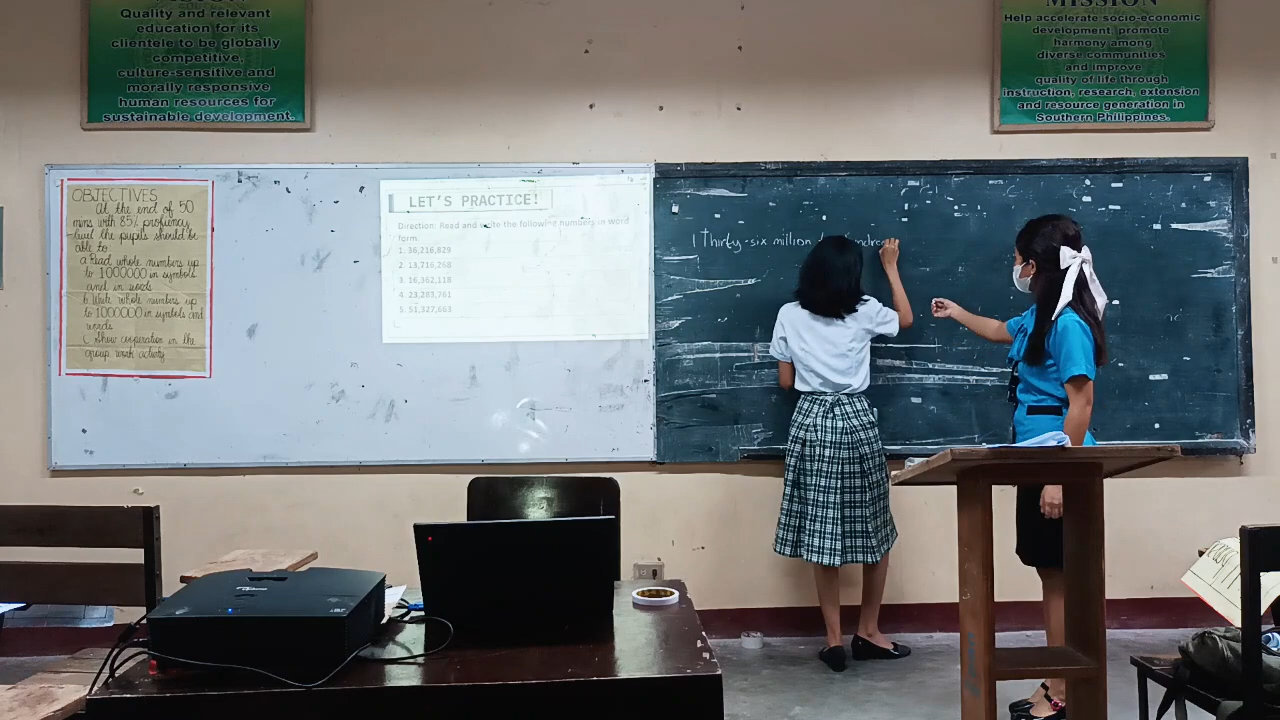 Quality and relevant
education for its
clientele to be globally
competitive,
culture-sensitive and
morally responsive
human resources for
sustainable development.
MISSION
Help accelerate socio-economic
development, promote
harmony among
diverse communities
and improve
quality of life through
instruction, research, extension
and resource generation in
Southern Philippines.
OBJECTIVES
At the end of 50
mins with 85% proficiency
level the pupils should be
able to:
a. Read whole numbers up
to 1000000 in symbols
and in words
b. Write whole numbers up
to 1000000 in symbols and
words
c. Show cooperation in the
group work activity
LET'S PRACTICE!
Direction: Read and write the following numbers in word
form.
1. 36,216,829
2. 13,716,268
3. 16,362,118
4. 23,283,761
5. 51,327,663
1 Thirty-six million